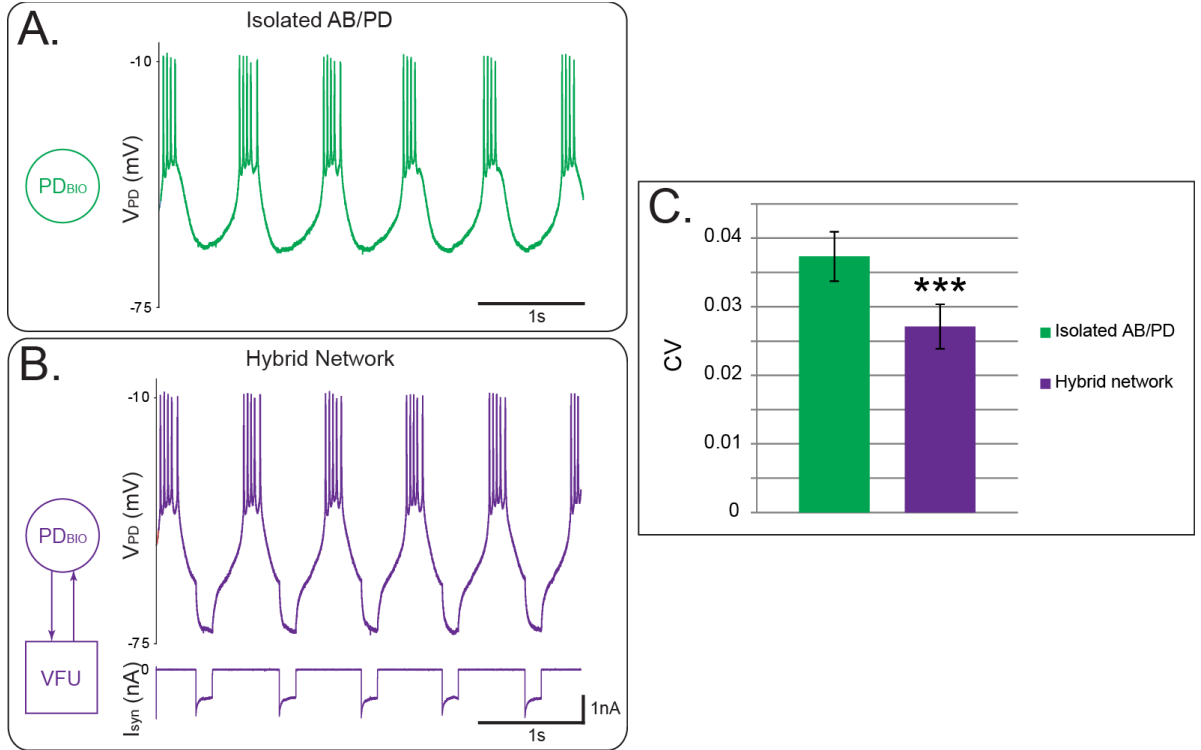 A.
Isolated AB/PD
-10
VPD (mV)
PDBIO
-75
1s
B.
Hybrid Network
-10
VPD (mV)
PDBIO
-75
VFU
0
Isyn (nA)
1nA
1s
C.
0.04
0.03
0.02
0.01
0
CV
***
Isolated AB/PD
Hybrid network